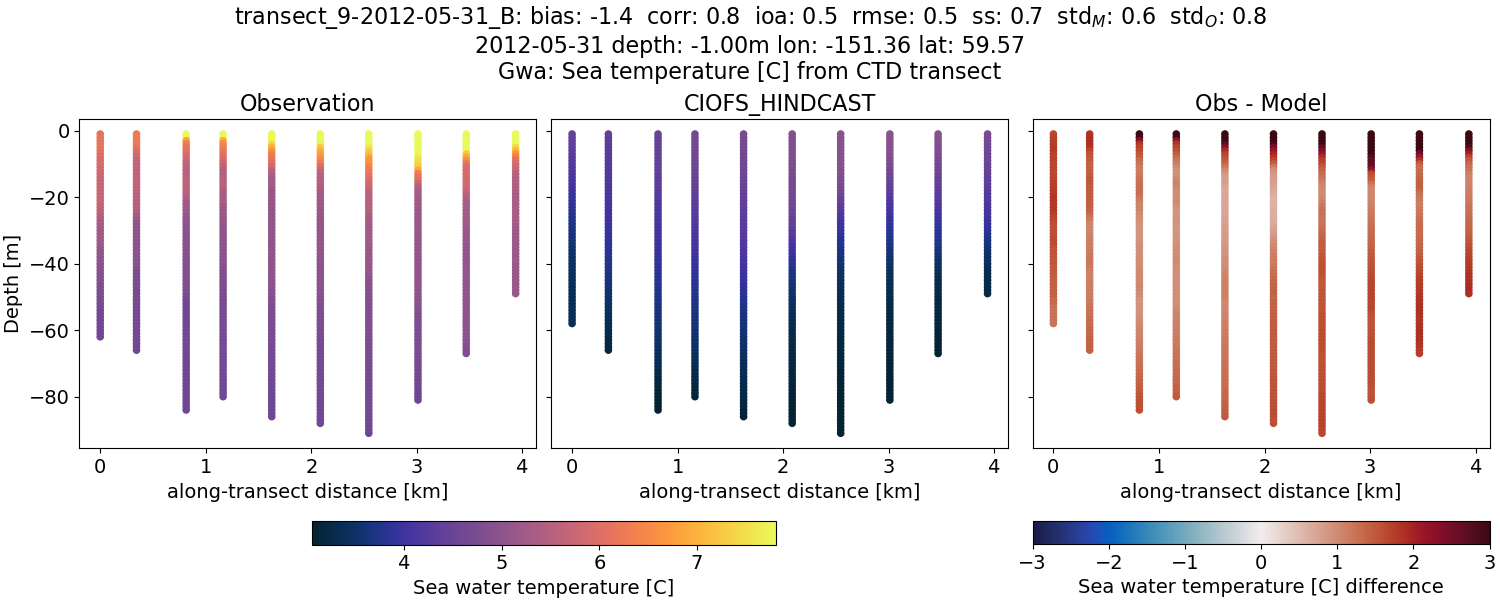 transect_9-2012-05-31_B: bias: -1.4  corr: 0.8  ioa: 0.5  rmse: 0.5  ss: 0.7  std_M: 0.6  std_O: 0.8
2012-05-31 depth: -1.00m lon: -151.36 lat: 59.57
Gwa: Sea temperature [C] from CTD transect
Observation CIOFS_HINDCAST Obs - Model
0
−20
−40
−60
−80
Depth [m]
0 1 2 3 4 0 1 2 3 4 0 1 2 3 4
along-transect distance [km] along-transect distance [km] along-transect distance [km]
4 5 6 7 −3 −2 −1 0 1 2 3
Sea water temperature [C] Sea water temperature [C] difference